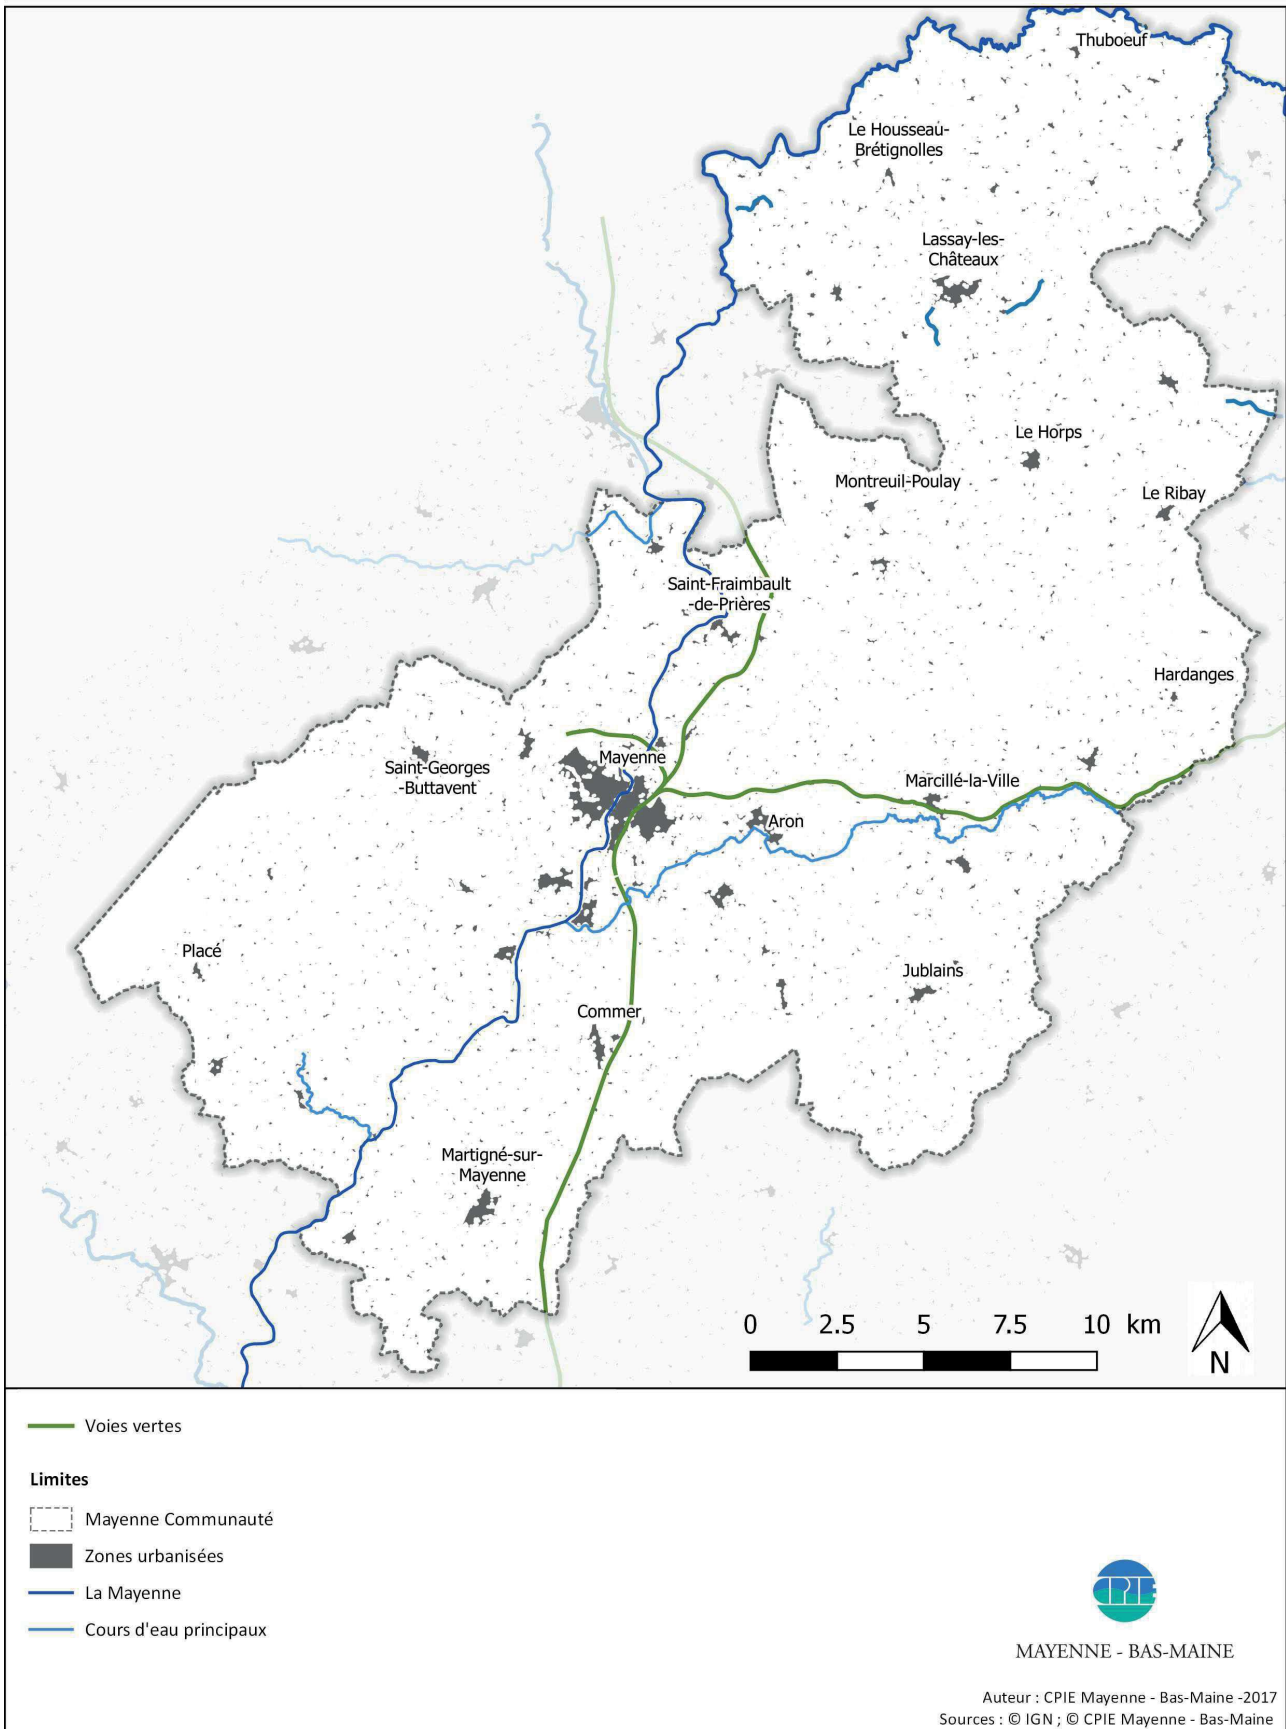 Thuboeuf
Le Housseau-
Brétignolles
Lassay-les-
Châteaux
Le Horps
Montreuil-Poulay
Le Ribay
Saint-Fraimbault
-de-Prières
Hardanges
Mayenne
Saint-Georges
-Buttavent
Marcillé-la-Ville
Aron
Placé
Jublains
Commer
Martigné-sur-
Mayenne
0 2.5 5 7.5 10 km
N
Voies vertes
Limites
Mayenne Communauté
Zones urbanisées
La Mayenne
Cours d'eau principaux
CPIE
MAYENNE - BAS-MAINE
Auteur : CPIE Mayenne - Bas-Maine -2017
Sources : © IGN ; © CPIE Mayenne - Bas-Maine